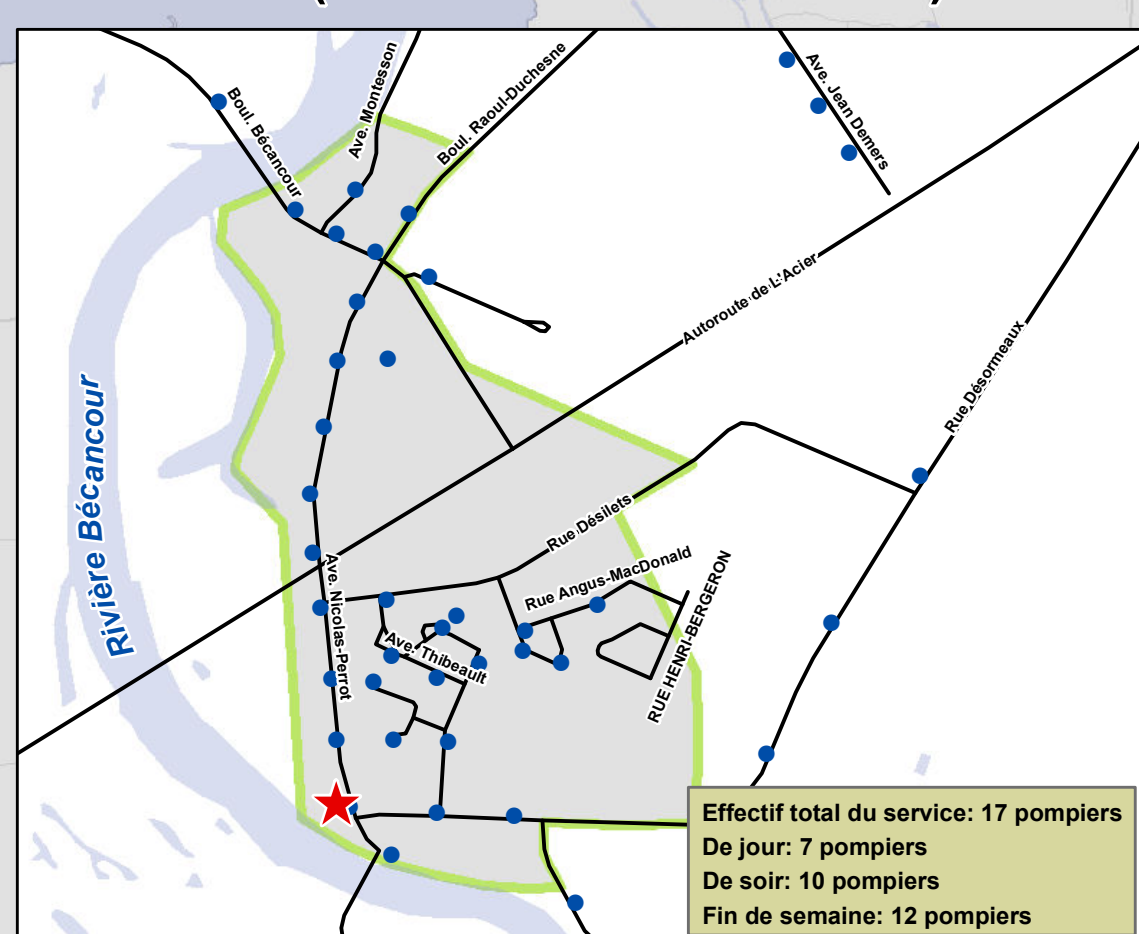 Boul. Bécancour
Ave. Montesson
Boul. Raoul-Duchesne
Ave. Jean Demers
Autoroute de L'Acier
Rue Désormeaux
Rivière Bécancour
Rue Désilets
Rue Angus-MacDonald
Ave. Nicolas-Perrot
Ave. Thibeault
RUE HENRI-BERGERON
Effectif total du service: 17 pompiers
De jour: 7 pompiers
De soir: 10 pompiers
Fin de semaine: 12 pompiers